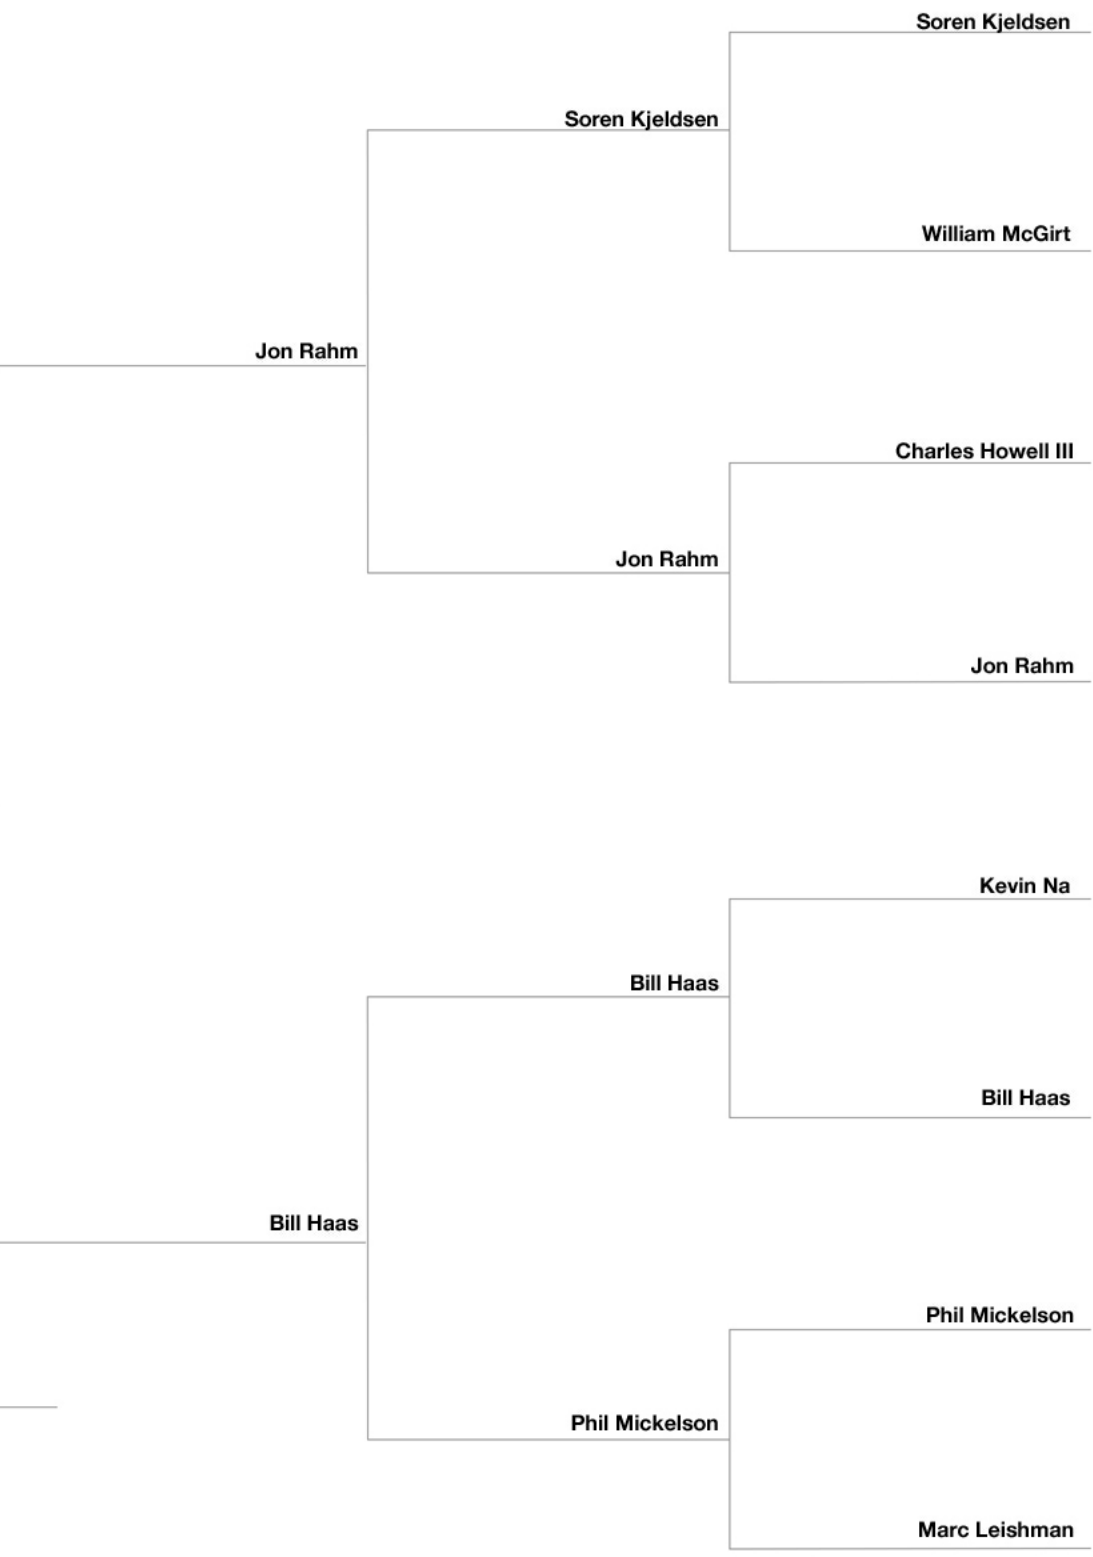 Soren Kjeldsen
Soren Kjeldsen
William McGirt
Jon Rahm
Charles Howell III
Jon Rahm
Jon Rahm
Kevin Na
Bill Haas
Bill Haas
Bill Haas
Phil Mickelson
Phil Mickelson
Marc Leishman